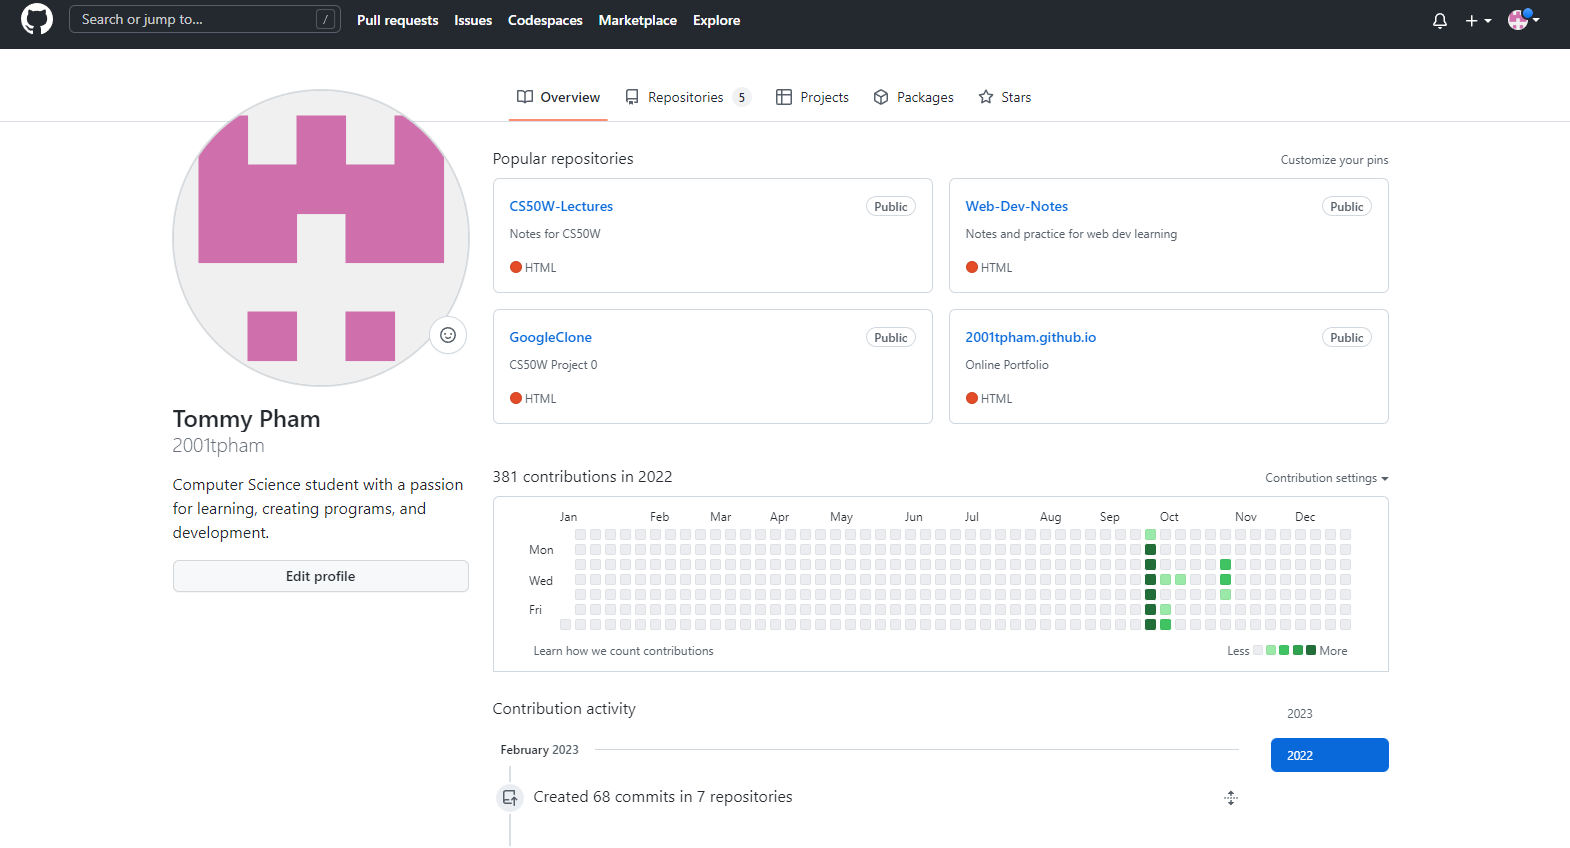 Search or jump to... /
Pull requests Issues Codespaces Marketplace Explore
Overview Repositories 5 Projects Packages Stars
Popular repositories
Customize your pins
CS50W-Lectures Public
Notes for CS50W
HTML
Web-Dev-Notes Public
Notes and practice for web dev learning
HTML
GoogleClone Public
CS50W Project 0
HTML
2001tpham.github.io Public
Online Portfolio
HTML
Tommy Pham
2001tpham
Computer Science student with a passion
for learning, creating programs, and
development.
Edit profile
381 contributions in 2022
Contribution settings
Jan Feb Mar Apr May Jun Jul Aug Sep Oct Nov Dec
Mon
Wed
Fri
Learn how we count contributions
Less More
Contribution activity
2023
2022
February 2023
Created 68 commits in 7 repositories